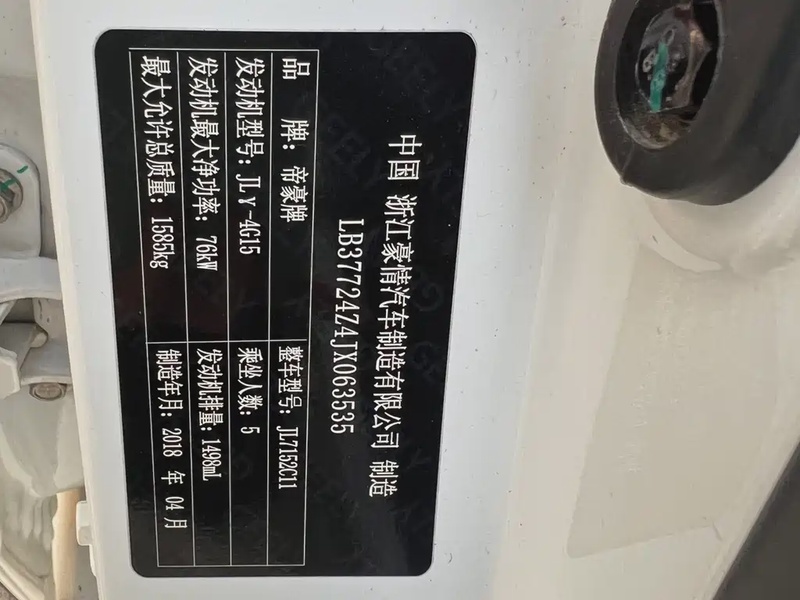 中国 浙江豪情汽车制造有限公司 制造
LB37724Z4JX063535
品 牌：帝豪牌 整车型号：JL7152C11
发动机型号：JLγ-4G15 乘坐人数：5
发动机最大净功率：76kW 发动机排量：1498mL
最大允许总质量：1585kg 制造年月：2018 年 04 月